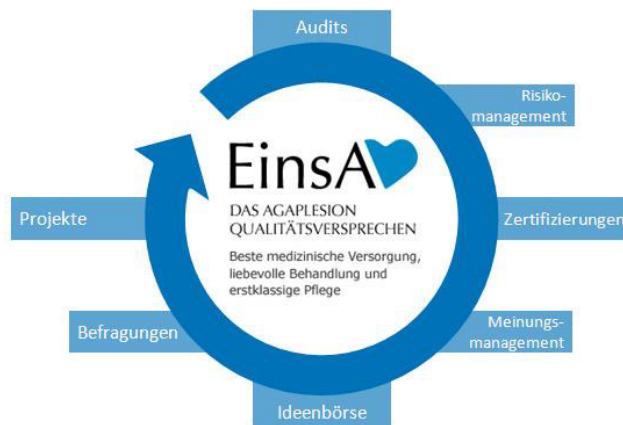 Audits
Risiko-
management
EinsA
DAS AGAPLESION
QUALITÄTSVERSPRECHEN
Beste medizinische Versorgung,
liebevolle Behandlung und
erstklassige Pflege
Projekte
Zertifizierungen
Befragungen
Meinungs-
management
Ideenbörse